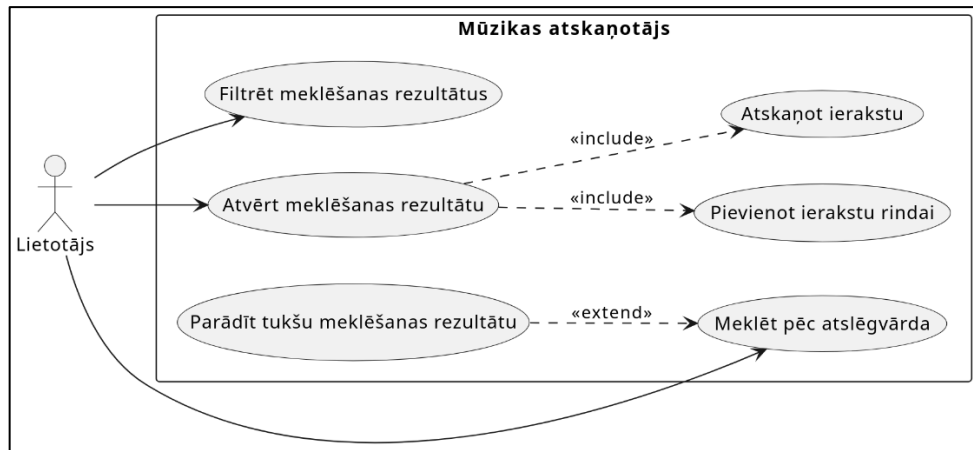 Mūzikas atskaņotājs
Filtrēt meklēšanas rezultātus
Atskaņot ierakstu
«include»
Atvērt meklēšanas rezultātu
«include»
Pievienot ierakstu rindai
Lietotājs
Parādīt tukšu meklēšanas rezultātu
«extend»
Meklēt pēc atslēgvārda